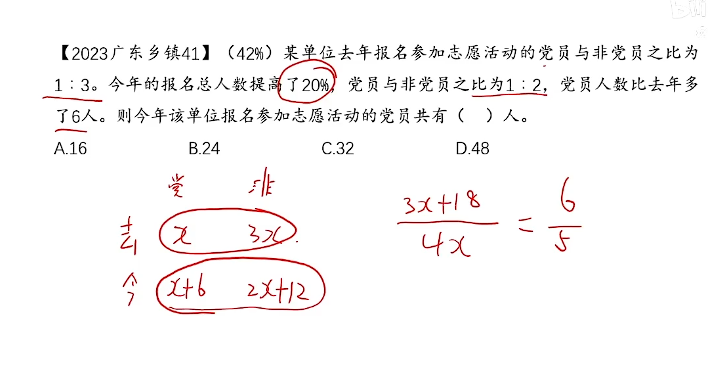 【2023广东乡镇41】（42%）某单位去年报名参加志愿活动的党员与非党员之比为
1：3。今年的报名总人数提高了20%，党员与非党员之比为1：2，党员人数比去年多
了6人。则今年该单位报名参加志愿活动的党员共有（ ）人。
A.16 B.24 C.32 D.48
党 非
去 x 3x
今 x+6 2x+12
(3x+18)/(4x) = 6/5